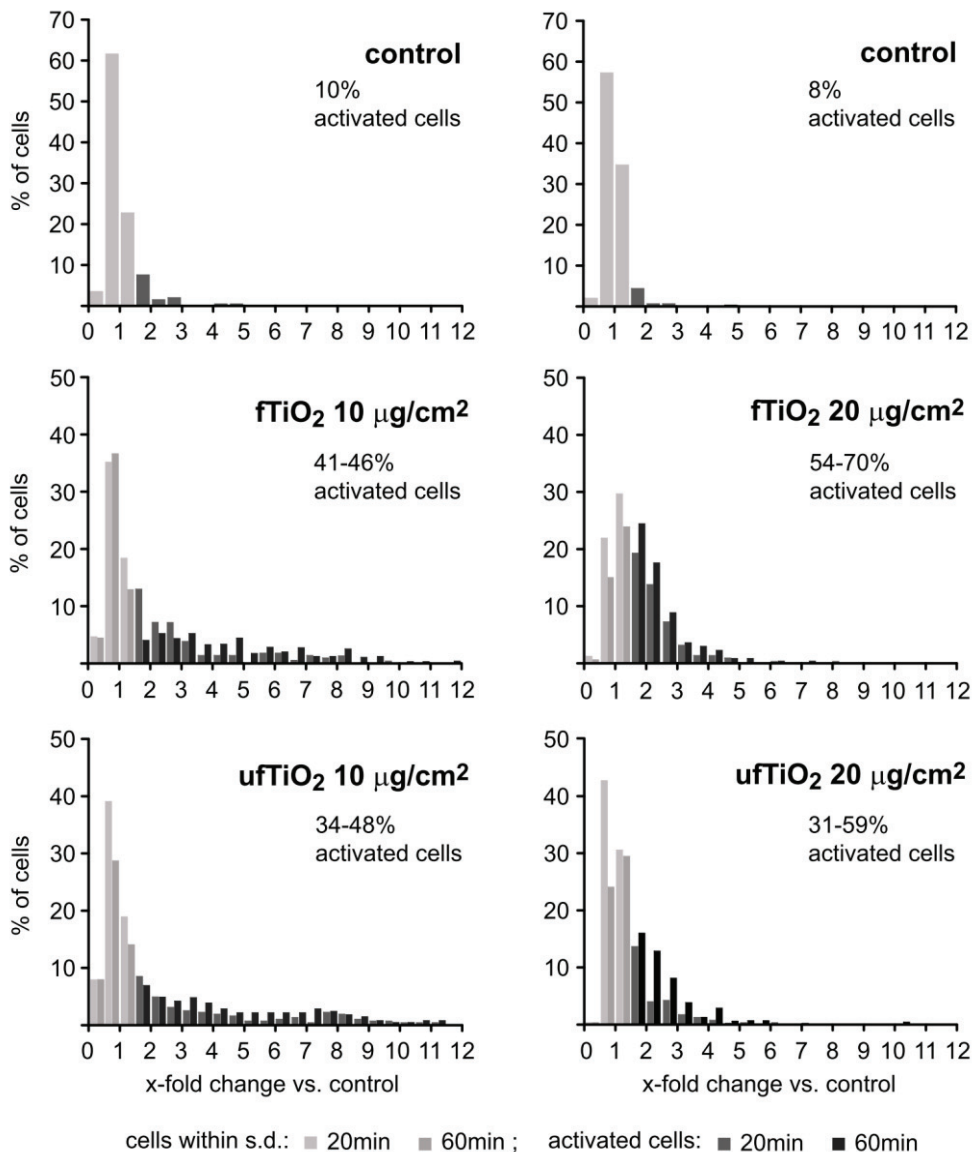 70
60
50
40
30
20
10
% of cells
control
10%
activated cells
0 1 2 3 4 5 6 7 8 9 10 11 12
70
60
50
40
30
20
10
control
8%
activated cells
0 1 2 3 4 5 6 7 8 9 10 11 12
50
40
30
20
10
% of cells
fTiO₂ 10 μg/cm²
41-46%
activated cells
0 1 2 3 4 5 6 7 8 9 10 11 12
50
40
30
20
10
fTiO₂ 20 μg/cm²
54-70%
activated cells
0 1 2 3 4 5 6 7 8 9 10 11 12
50
40
30
20
10
% of cells
ufTiO₂ 10 μg/cm²
34-48%
activated cells
0 1 2 3 4 5 6 7 8 9 10 11 12
x-fold change vs. control
50
40
30
20
10
ufTiO₂ 20 μg/cm²
31-59%
activated cells
0 1 2 3 4 5 6 7 8 9 10 11 12
x-fold change vs. control
cells within s.d.: 20min 60min ; activated cells: 20min 60min